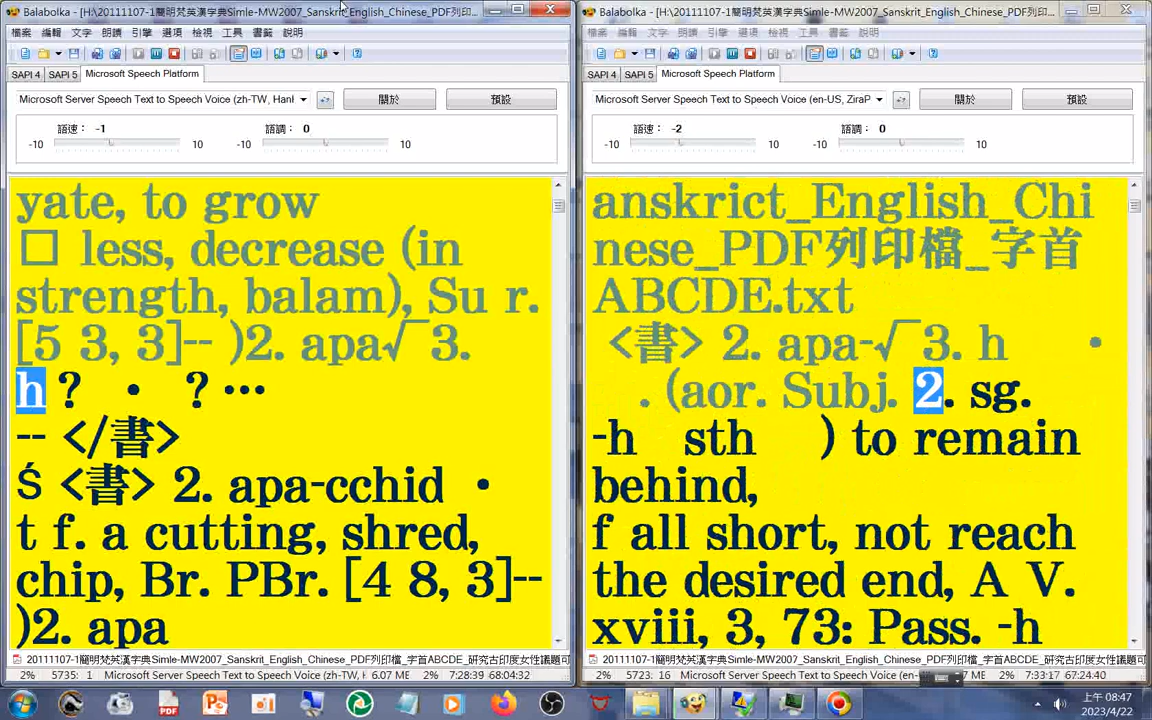 Balabolka - [H:\20111107-1簡明梵英漢字典Simle-MW2007_Sanskrit_English_Chinese_PDF列印...
檔案 編輯 文字 朗讀 引擎 選項 檢視 工具 書籤 說明
SAPI 4 SAPI 5 Microsoft Speech Platform
Microsoft Server Speech Text to Speech Voice (zh-TW, HanH 關於 預設
語速： -1 語調： 0
-10 10 -10 10
yate, to grow
□ less, decrease (in
strength, balam), Su r.
[5 3, 3]-- )2. apa√ 3.
h ? • ? •••
-- </書>
Ś <書> 2. apa-cchid •
t f. a cutting, shred,
chip, Br. PBr. [4 8, 3]--
)2. apa
20111107-1簡明梵英漢字典Simle-MW2007_Sanskrit_English_Chinese_PDF列印檔_字首ABCDE_研究古印度女性議題可
2% 5735: 1 Microsoft Server Speech Text to Speech Voice (zh-TW, 6.07 MB 2% 7:28:39 68:04:32
Balabolka - [H:\20111107-1簡明梵英漢字典Simle-MW2007_Sanskrit_English_Chinese_PDF列印...
檔案 編輯 文字 朗讀 引擎 選項 檢視 工具 書籤 說明
SAPI 4 SAPI 5 Microsoft Speech Platform
Microsoft Server Speech Text to Speech Voice (en-US, ZiraP 關於 預設
語速： -2 語調： 0
-10 10 -10 10
anskrict_English_Chi
nese_PDF列印檔_字首
ABCDE.txt
<書> 2. apa-√ 3. h •
. (aor. Subj. 2. sg.
-h sth ) to remain
behind,
f all short, not reach
the desired end, A V.
xviii, 3, 73: Pass. -h
20111107-1簡明梵英漢字典Simle-MW2007_Sanskrit_English_Chinese_PDF列印檔_字首ABCDE_研究古印度女性議題可
2% 5723: 16 Microsoft Server Speech Text to Speech Voice 2% 7:33:17 67:24:40
上午 08:47
2023/4/22